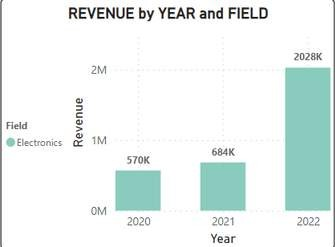 REVENUE by YEAR and FIELD
2028K
2M
Field
Electronics
Revenue
684K
1M
570K
0M
2020 2021 2022
Year